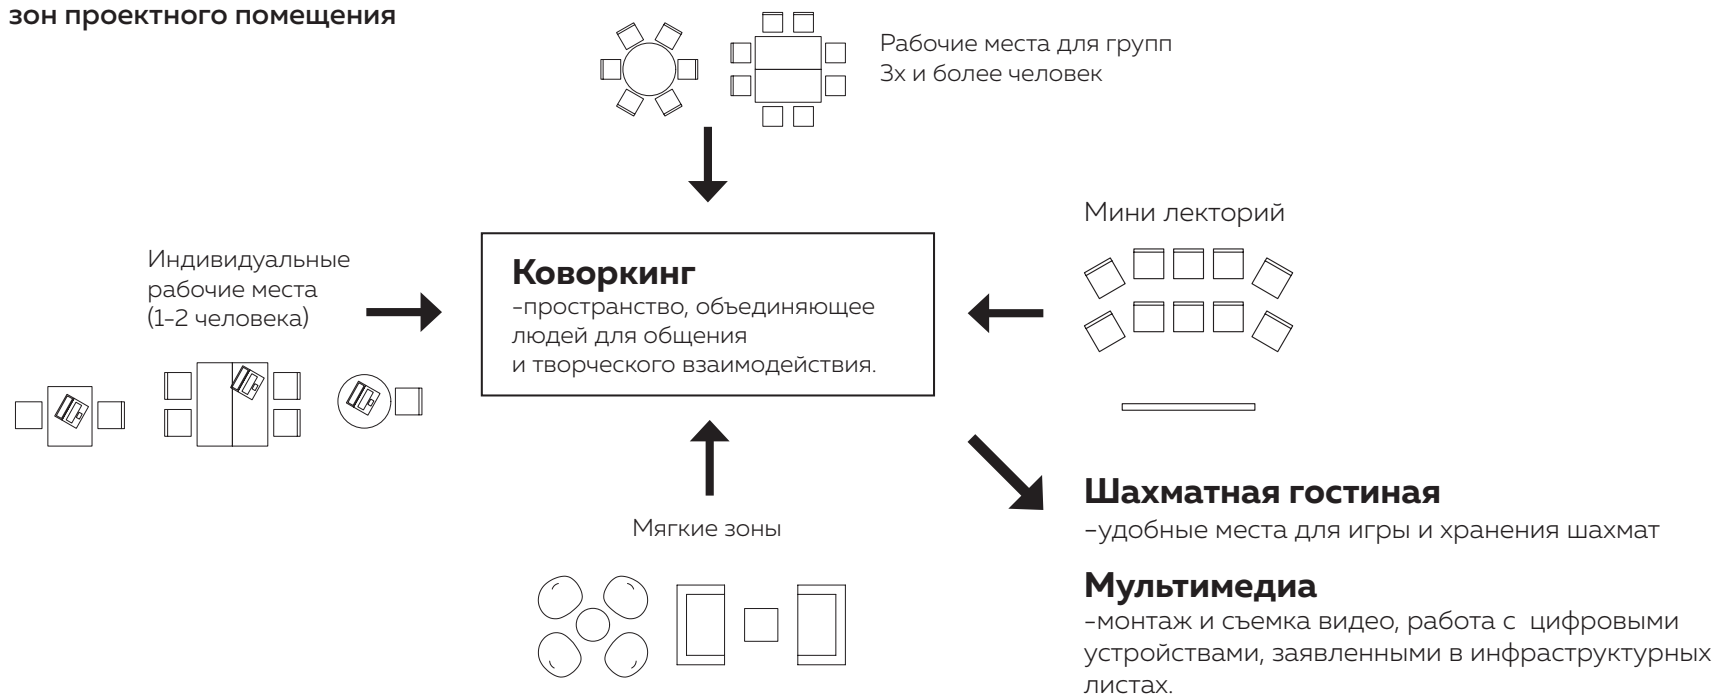 зон проектного помещения
Рабочие места для групп
3х и более человек
Мини лекторий
Индивидуальные
рабочие места
(1-2 человека)
Коворкинг
-пространство, объединяющее
людей для общения
и творческого взаимодействия.
Мягкие зоны
Шахматная гостиная
-удобные места для игры и хранения шахмат
Мультимедиа
-монтаж и съемка видео, работа с цифровыми
устройствами, заявленными в инфраструктурных
листах.